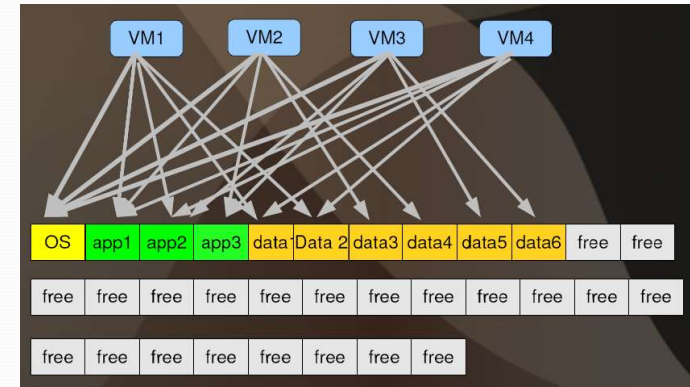 VM1 VM2 VM3 VM4
OS app1 app2 app3 data1 Data 2 data3 data4 data5 data6 free free
free free free free free free free free free free free free
free free free free free free free free